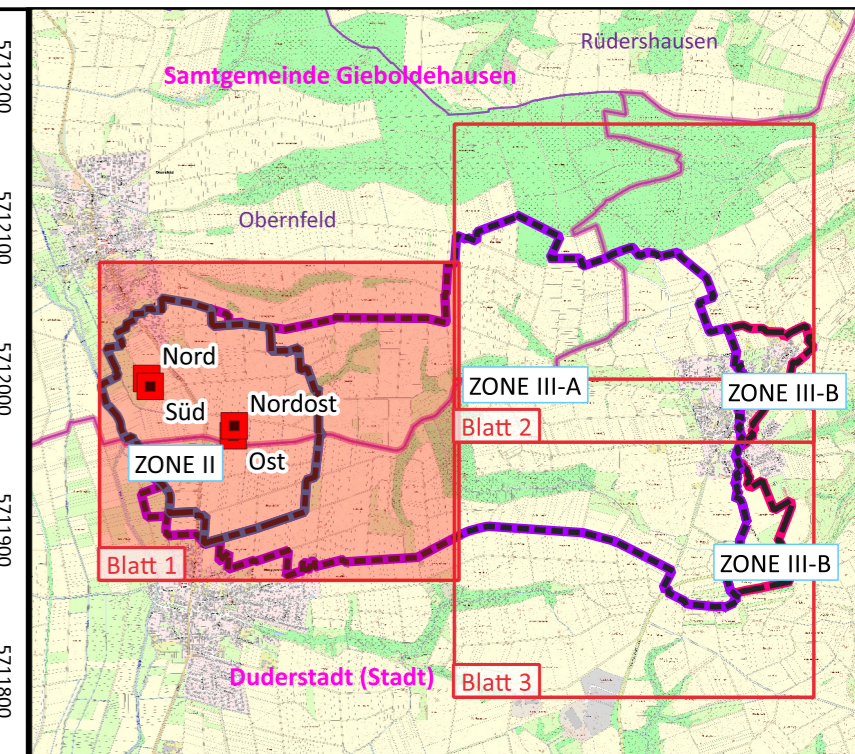 5712200
5712100
5712000
5711900
5711800
Rüdershausen
Samtgemeinde Gieboldehausen
Obernfeld
Nord
Süd
Nordost
Ost
ZONE II
ZONE III-A
ZONE III-B
Blatt 2
ZONE III-B
Blatt 1
Duderstadt (Stadt)
Blatt 3